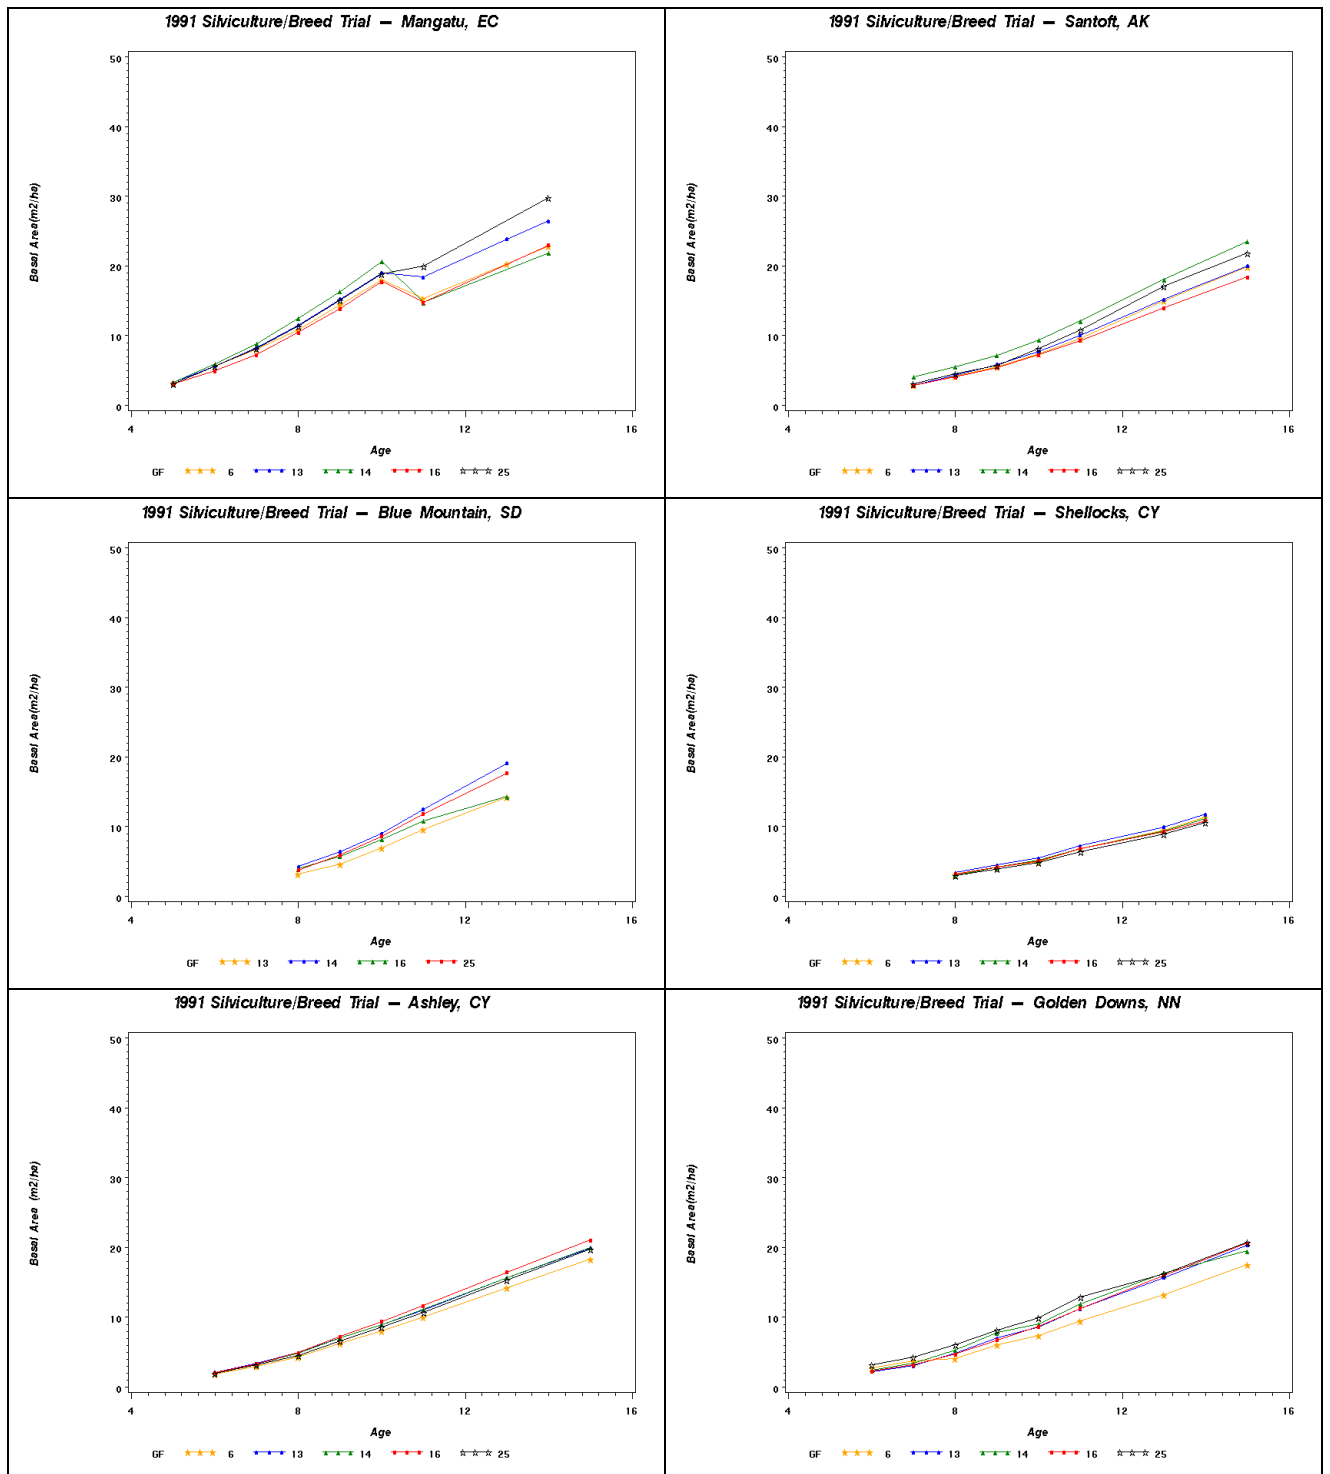 1991 Silviculture/Breed Trial — Mangatu, EC
50
40
30
20
10
0
Basal Area(m2/ha)
4 8 12 16
Age
GF 6 13 14 16 25
1991 Silviculture/Breed Trial — Santoft, AK
50
40
30
20
10
0
Basal Area(m2/ha)
4 8 12 16
Age
GF 6 13 14 16 25
1991 Silviculture/Breed Trial — Blue Mountain, SD
50
40
30
20
10
0
Basal Area(m2/ha)
4 8 12 16
Age
GF 13 14 16 25
1991 Silviculture/Breed Trial — Shellocks, CY
50
40
30
20
10
0
Basal Area(m2/ha)
4 8 12 16
Age
GF 6 13 14 16 25
1991 Silviculture/Breed Trial — Ashley, CY
50
40
30
20
10
0
Basal Area (m2/ha)
4 8 12 16
Age
GF 6 13 14 16 25
1991 Silviculture/Breed Trial — Golden Downs, NN
50
40
30
20
10
0
Basal Area(m2/ha)
4 8 12 16
Age
GF 6 13 14 16 25